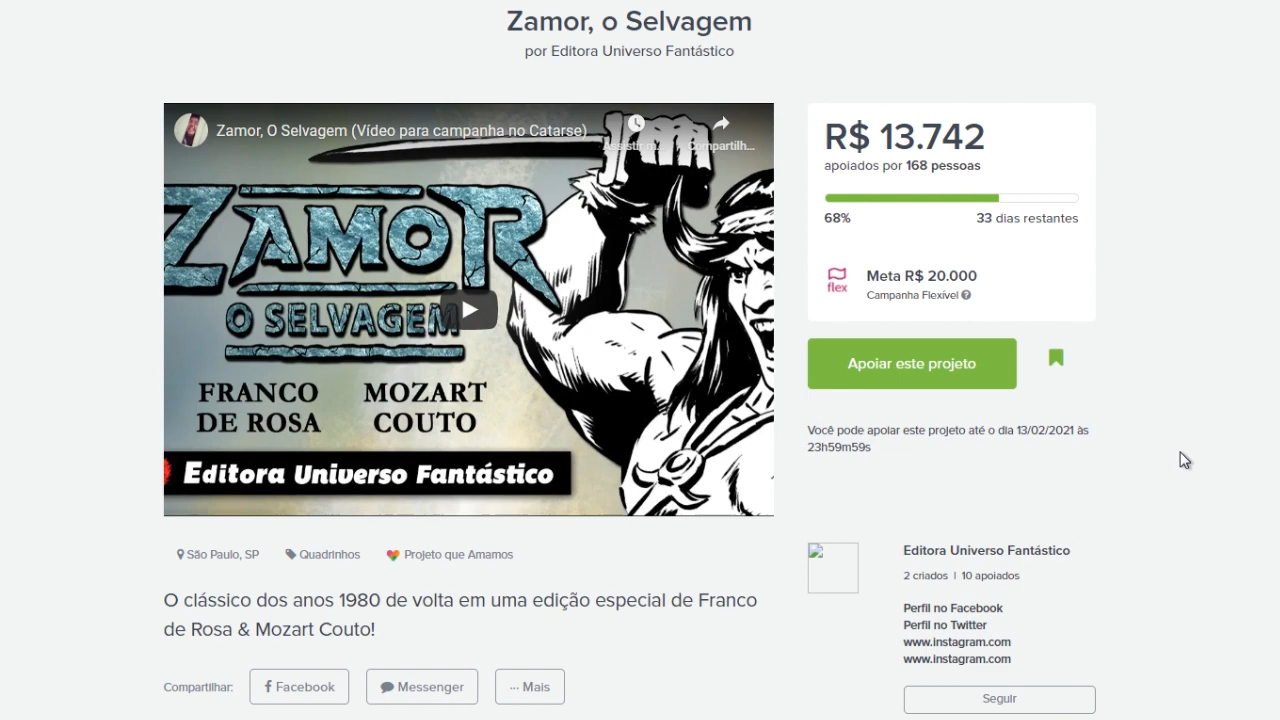 Zamor, o Selvagem
por Editora Universo Fantástico
Zamor, O Selvagem (Vídeo para campanha no Catarse)
Assistir m...
Compartilh...
ZAMOR
O SELVAGEM
FRANCO DE ROSA
MOZART COUTO
Editora Universo Fantástico
R$ 13.742
apoiados por 168 pessoas
68%
33 dias restantes
flex
Meta R$ 20.000
Campanha Flexível
Apoiar este projeto
Você pode apoiar este projeto até o dia 13/02/2021 às
23h59m59s
São Paulo, SP
Quadrinhos
Projeto que Amamos
O clássico dos anos 1980 de volta em uma edição especial de Franco
de Rosa & Mozart Couto!
Compartilhar:
Facebook
Messenger
··· Mais
Editora Universo Fantástico
2 criados | 10 apoiados
Perfil no Facebook
Perfil no Twitter
www.instagram.com
www.instagram.com
Seguir